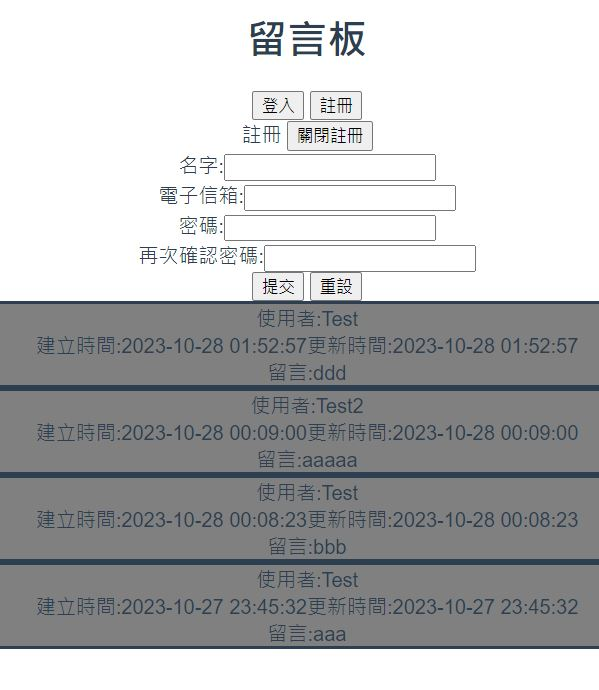 留言板
登入 註冊
註冊 關閉註冊
名字:
電子信箱:
密碼:
再次確認密碼:
提交 重設
使用者:Test
建立時間:2023-10-28 01:52:57更新時間:2023-10-28 01:52:57
留言:ddd
使用者:Test2
建立時間:2023-10-28 00:09:00更新時間:2023-10-28 00:09:00
留言:aaaaa
使用者:Test
建立時間:2023-10-28 00:08:23更新時間:2023-10-28 00:08:23
留言:bbb
使用者:Test
建立時間:2023-10-27 23:45:32更新時間:2023-10-27 23:45:32
留言:aaa